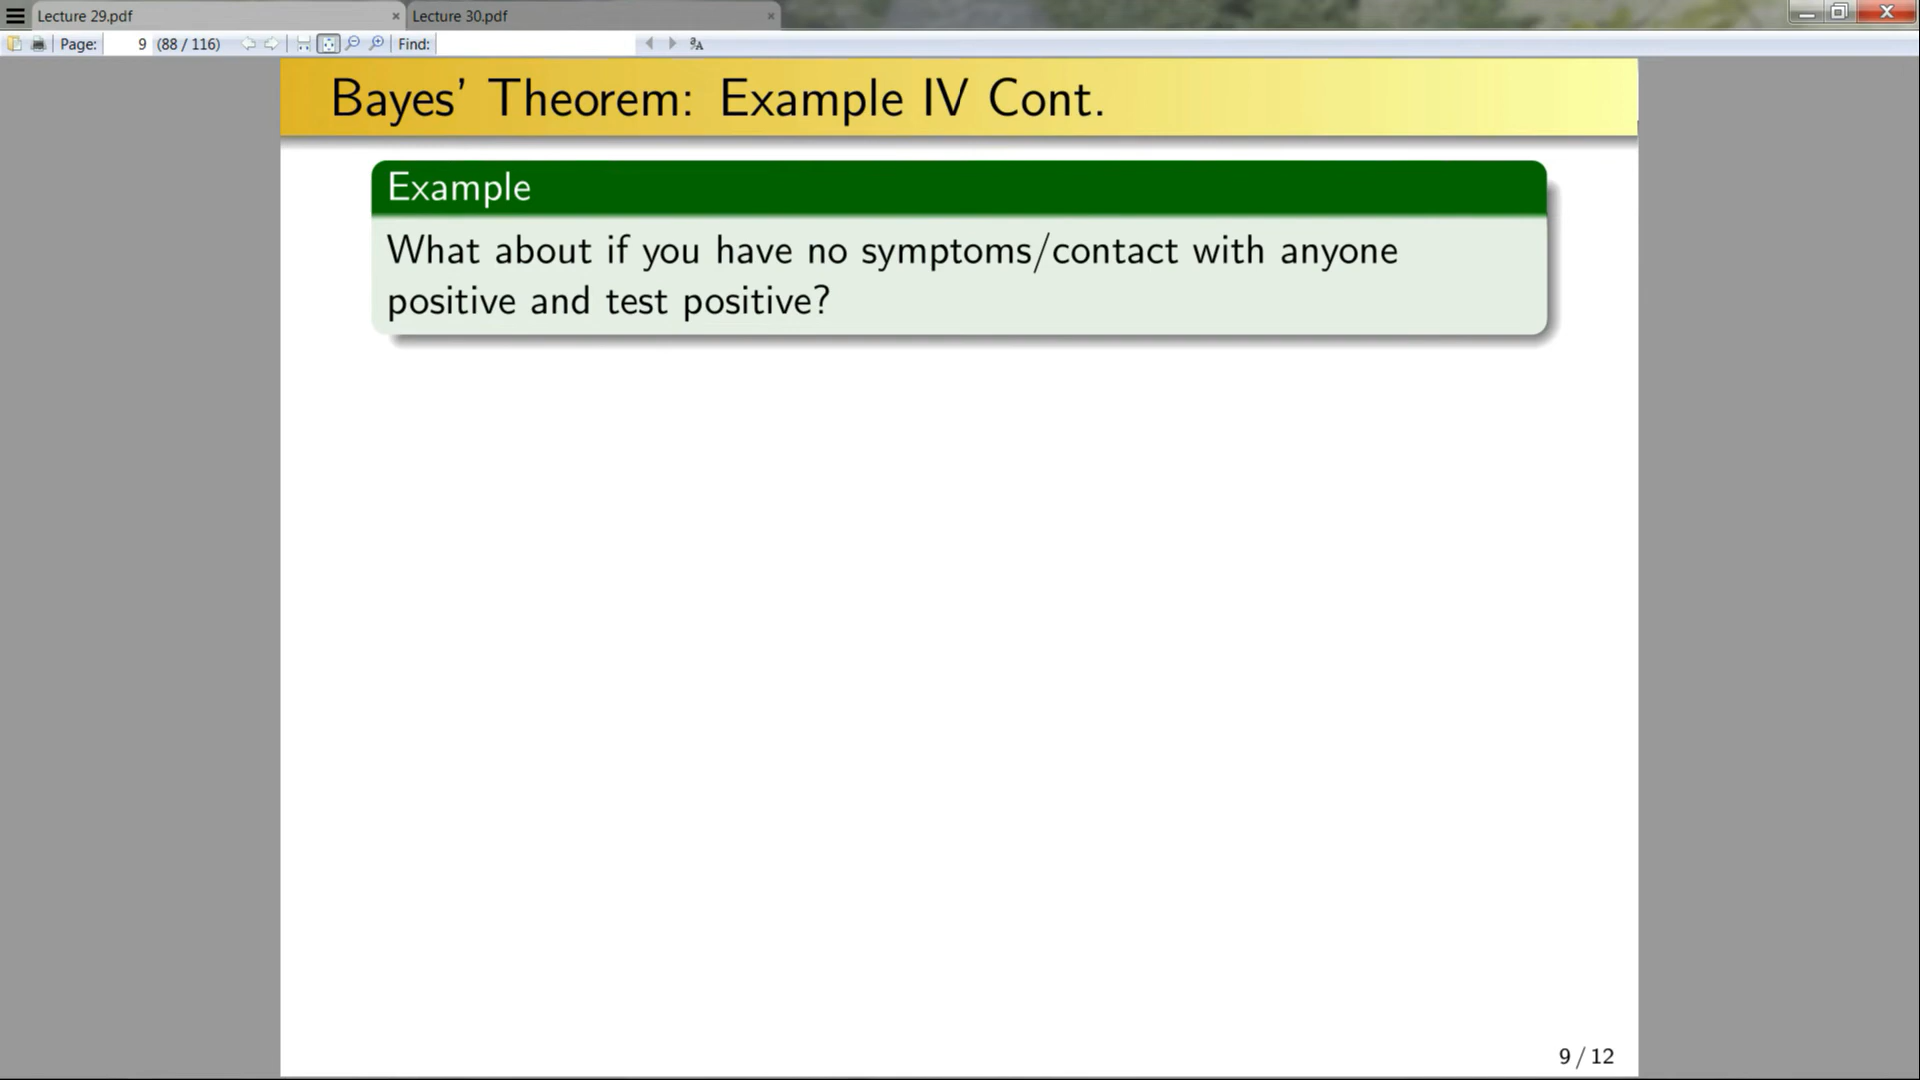 Lecture 29.pdf
Lecture 30.pdf
Page: 9 (88 / 116) Find:
Bayes’ Theorem: Example IV Cont.
Example
What about if you have no symptoms/contact with anyone
positive and test positive?
9 / 12